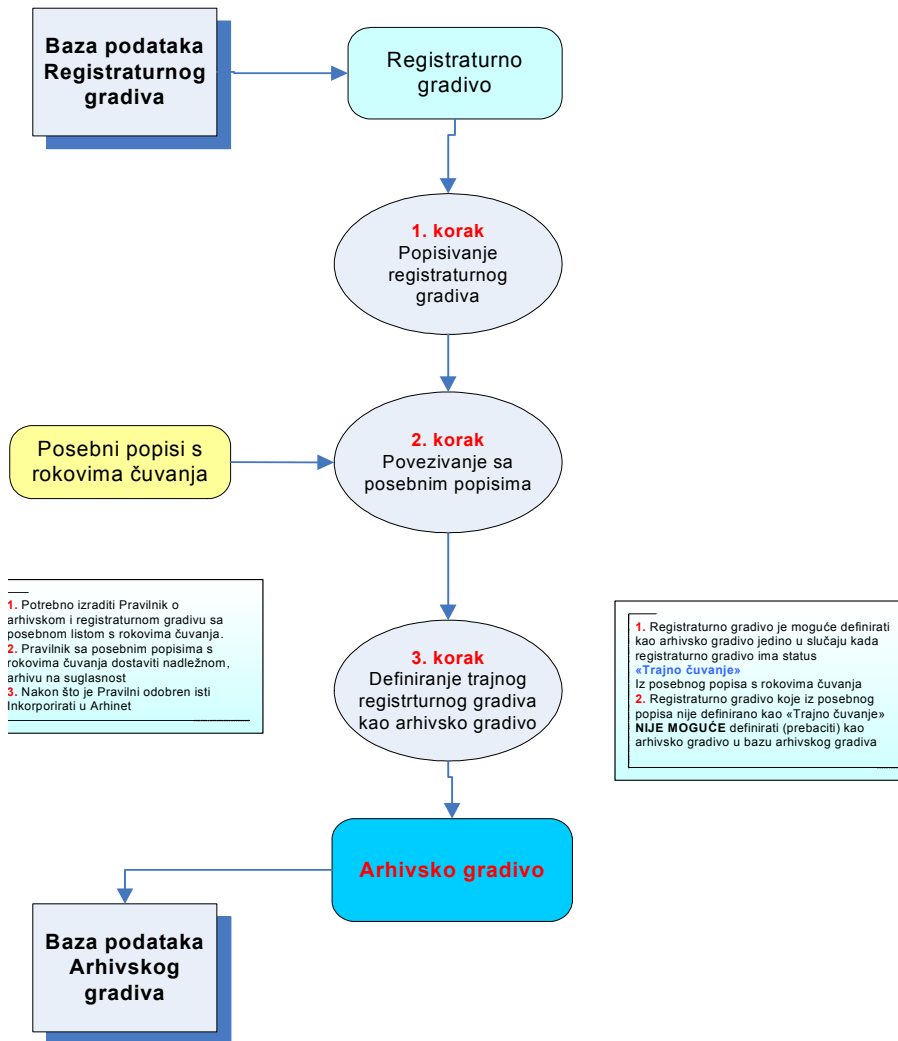 Baza podataka
Registraturnog
gradiva
Registraturno
gradivo
1. korak
Popisivanje
registraturnog
gradiva
Posebni popisi s
rokovima čuvanja
2. korak
Povezivanje sa
posebnim popisima
1. Potrebno izraditi Pravilnik o
arhivskom i registraturnom gradivu sa
posebnom listom s rokovima čuvanja.
2. Pravilnik sa posebnim popisima s
rokovima čuvanja dostaviti nadležnom,
arhivu na suglasnost
3. Nakon što je Pravilni odobren isti
Inkorporirati u Arhinet
3. korak
Definiranje trajnog
registrturnog gradiva
kao arhivsko gradivo
1. Registraturno gradivo je moguće definirati
kao arhivsko gradivo jedino u slučaju kada
registraturno gradivo ima status
«Trajno čuvanje»
Iz posebnog popisa s rokovima čuvanja
2. Registraturno gradivo koje iz posebnog
popisa nije definirano kao «Trajno čuvanje»
NIJE MOGUĆE definirati (prebaciti) kao
arhivsko gradivo u bazu arhivskog gradiva
Arhivsko gradivo
Baza podataka
Arhivskog
gradiva